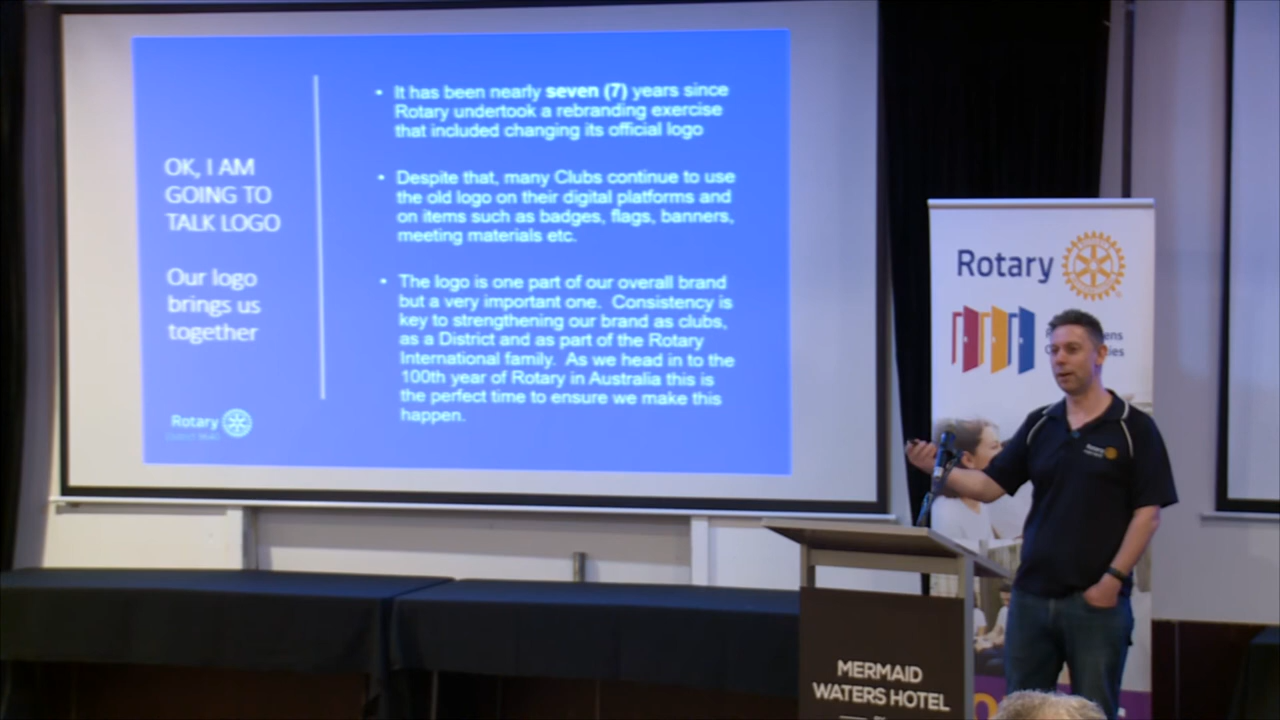 OK, I AM
GOING TO
TALK LOGO
Our logo
brings us
together
Rotary
• It has been nearly seven (7) years since
Rotary undertook a rebranding exercise
that included changing its official logo
• Despite that, many Clubs continue to use
the old logo on their digital platforms and
on items such as badges, flags, banners,
meeting materials etc.
• The logo is one part of our overall brand
but a very important one. Consistency is
key to strengthening our brand as clubs,
as a District and as part of the Rotary
International family. As we head in to the
100th year of Rotary in Australia this is
the perfect time to ensure we make this
happen.
Rotary
Rotary
MERMAID
WATERS HOTEL